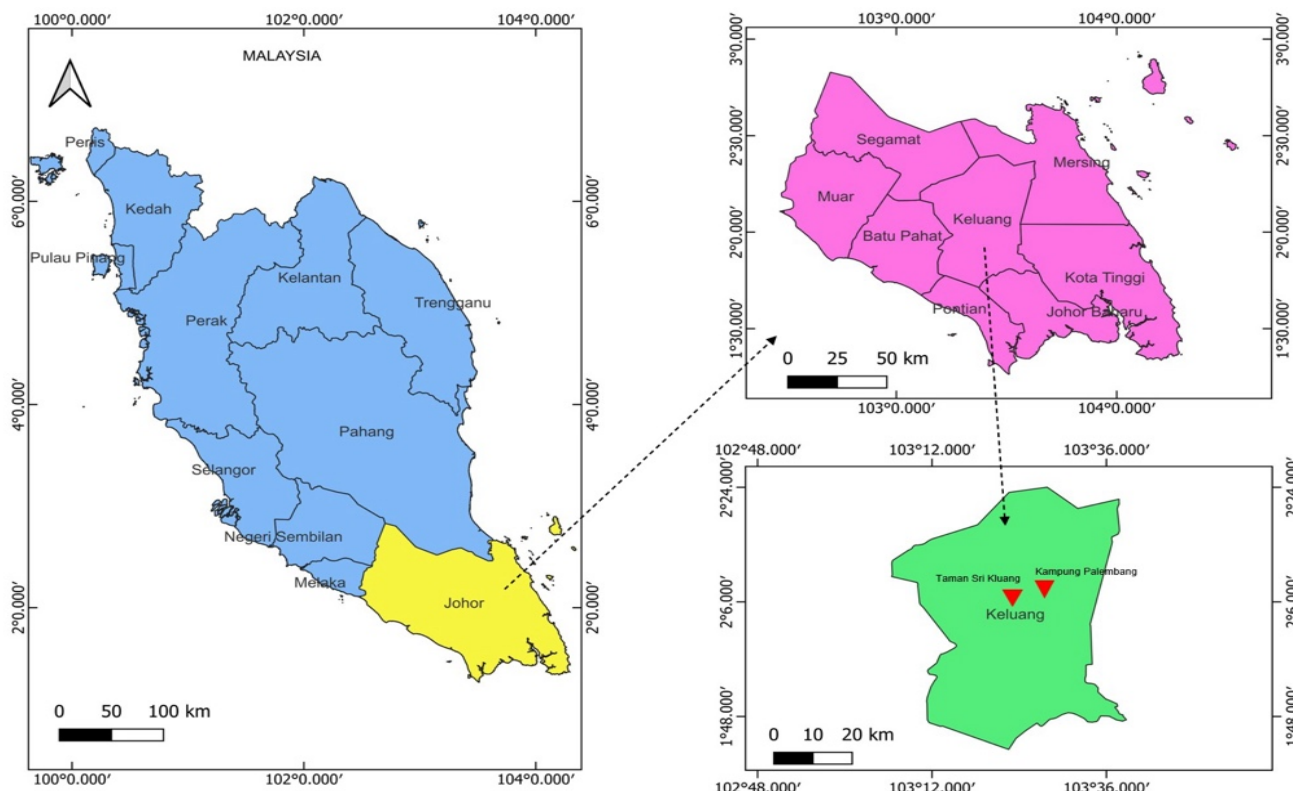 100°0.000′ 102°0.000′ 104°0.000′
MALAYSIA
Perlis
Kedah
6°0.000′ 6°0.000′
Pulau Pinang
Kelantan
Trengganu
Perak
4°0.000′ 4°0.000′
Pahang
Selangor
Negeri Sembilan
Melaka
Johor
2°0.000′ 2°0.000′
0 50 100 km
100°0.000′ 102°0.000′ 104°0.000′
103°0.000′ 104°0.000′
3°0.000′ 3°0.000′
2°30.000′ 2°30.000′
Segamat
Mersing
Muar
Keluang
Batu Pahat
2°0.000′ 2°0.000′
Kota Tinggi
Pontian
Johor Baharu
1°30.000′ 1°30.000′
0 25 50 km
103°0.000′ 104°0.000′
102°48.000′ 103°12.000′ 103°36.000′
2°24.000′ 2°24.000′
Taman Sri Kluang
Kampung Palembang
Keluang
2°6.000′ 2°6.000′
1°48.000′ 1°48.000′
0 10 20 km
102°48.000′ 103°12.000′ 103°36.000′